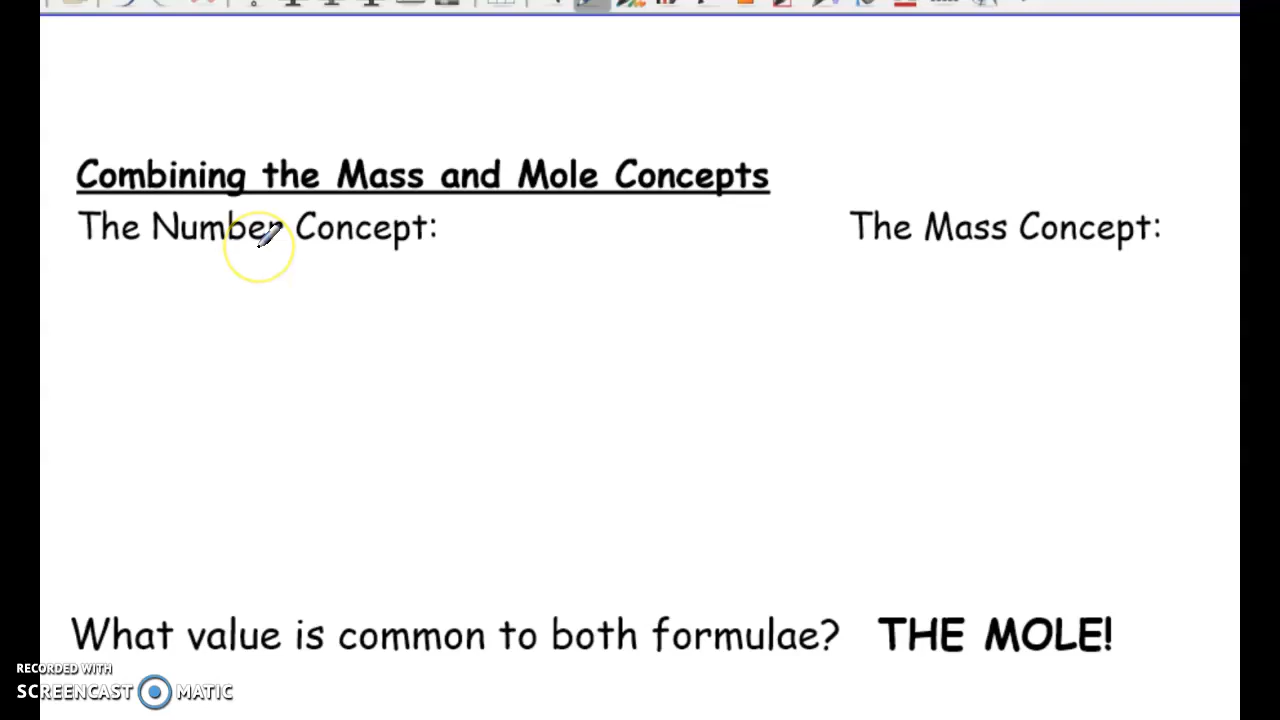 Combining the Mass and Mole Concepts
The Number Concept: The Mass Concept:
What value is common to both formulae? THE MOLE!
RECORDED WITH
SCREENCAST MATIC